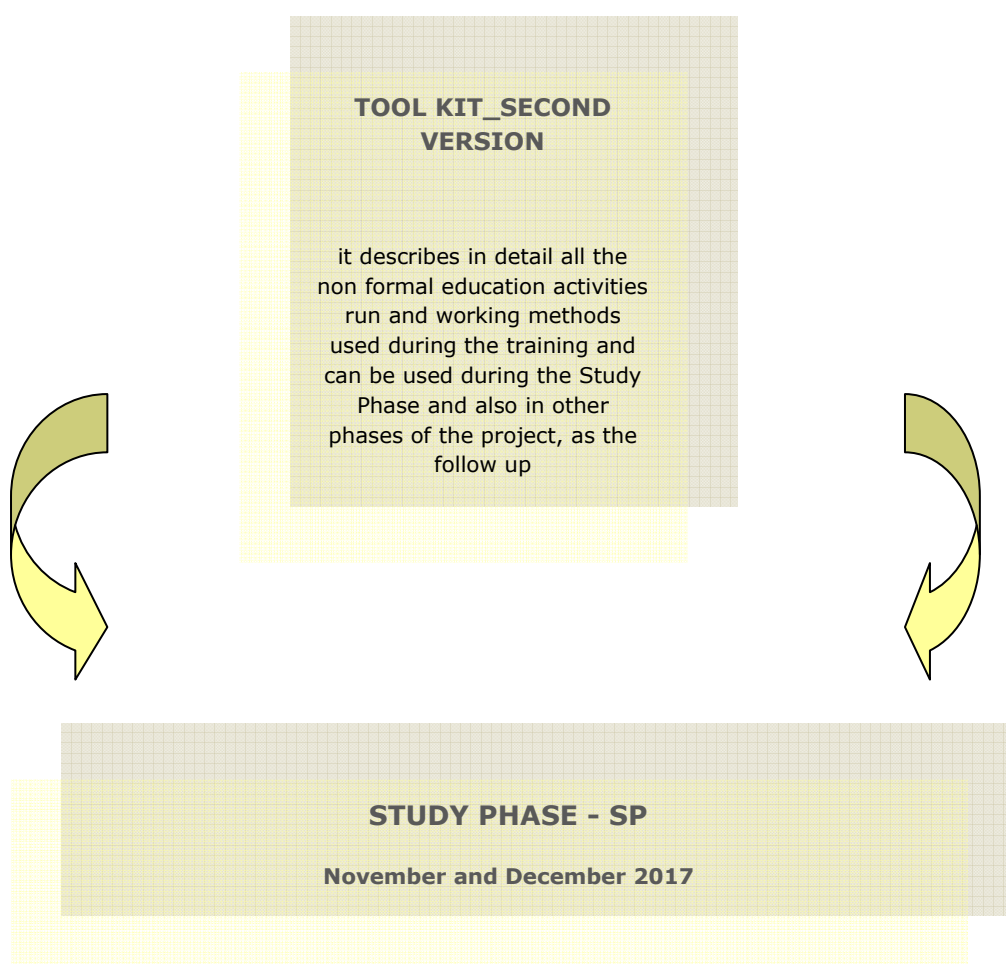 TOOL KIT_SECOND
VERSION
it describes in detail all the
non formal education activities
run and working methods
used during the training and
can be used during the Study
Phase and also in other
phases of the project, as the
follow up
STUDY PHASE - SP
November and December 2017